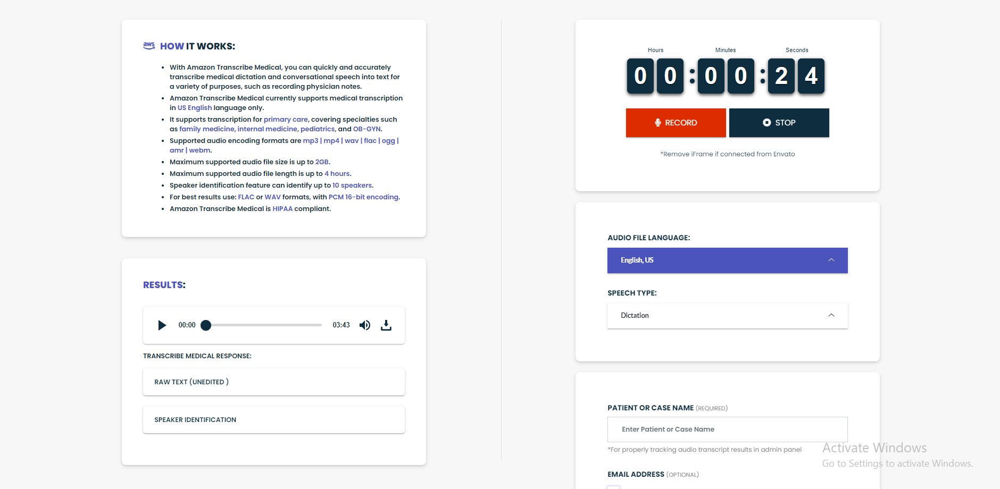 aws HOW IT WORKS:
With Amazon Transcribe Medical, you can quickly and accurately
transcribe medical dictation and conversational speech into text for
a variety of purposes, such as recording physician notes.
Amazon Transcribe Medical currently supports medical transcription
in US English language only.
It supports transcription for primary care, covering specialties such
as family medicine, internal medicine, pediatrics, and OB-GYN.
Supported audio encoding formats are mp3 | mp4 | wav | flac | ogg |
amr | webm.
Maximum supported audio file size is up to 2GB.
Maximum supported audio file length is up to 4 hours.
Speaker identification feature can identify up to 10 speakers.
For best results use: FLAC or WAV formats, with PCM 16-bit encoding.
Amazon Transcribe Medical is HIPAA compliant.
RESULTS:
00:00 03:43
TRANSCRIBE MEDICAL RESPONSE:
RAW TEXT (UNEDITED )
SPEAKER IDENTIFICATION
Hours Minutes Seconds
00:00:24
RECORD STOP
*Remove iFrame if connected from Envato
AUDIO FILE LANGUAGE:
English, US
SPEECH TYPE:
Dictation
PATIENT OR CASE NAME (REQUIRED)
Enter Patient or Case Name
*For properly tracking audio transcript results in admin panel
EMAIL ADDRESS (OPTIONAL)
Activate Windows
Go to Settings to activate Windows.